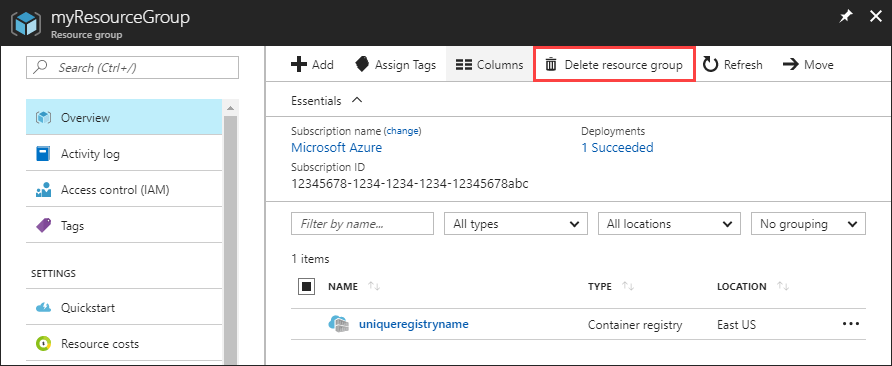 myResourceGroup
Resource group
Search (Ctrl+/)
Overview
Activity log
Access control (IAM)
Tags
SETTINGS
Quickstart
Resource costs
Add Assign Tags Columns Delete resource group Refresh Move
Essentials
Subscription name (change) Deployments
Microsoft Azure 1 Succeeded
Subscription ID
12345678-1234-1234-1234-12345678abc
Filter by name... All types All locations No grouping
1 items
NAME TYPE LOCATION
uniqueregistryname Container registry East US